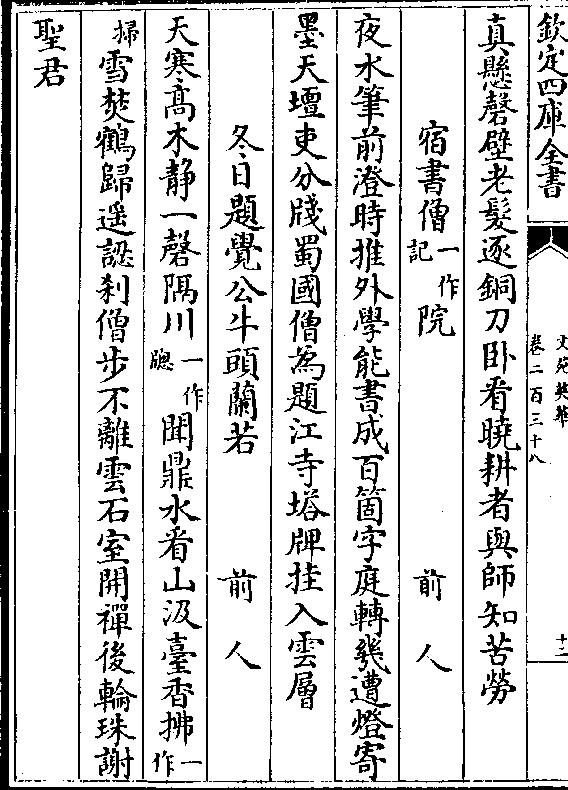 欽定四庫全書
文苑英華
卷二百三十八
十二
真懸磬壁老髮逐銅刀卧看曉耕者與師知苦勞
宿書僧一作記院 前人
夜水筆前澄時推外學能書成百箇字庭轉幾遭燈寄
墨天壇吏分牋蜀國僧為題江寺塔牌挂入雲層
冬日題覺公牛頭蘭若 前人
天寒髙木静一磬隔川一作聽聞鼎水看山汲臺香拂一作
掃雪焚鶴歸遥認刹僧步不離雲石室開禪後輪珠謝
聖君